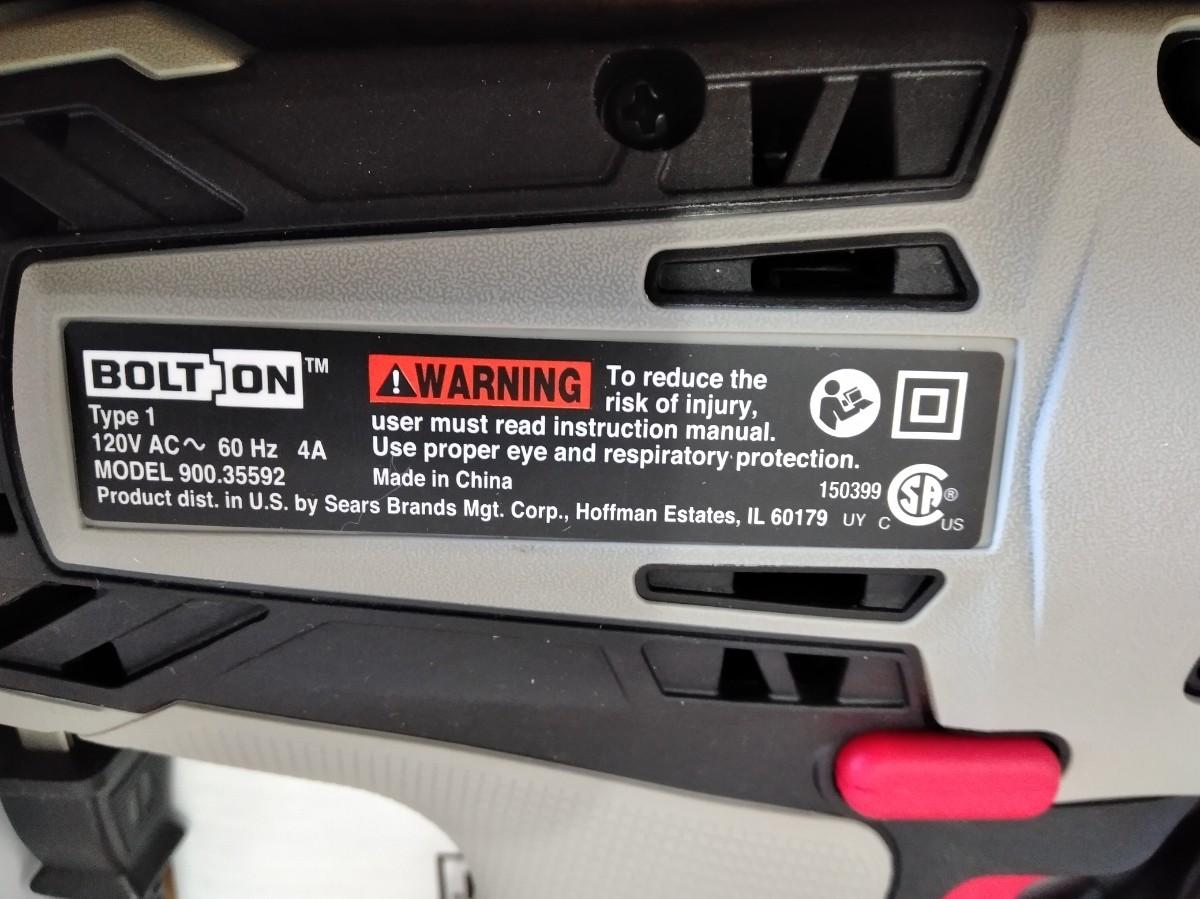 BOLT ON™
Type 1
120V AC~ 60 Hz 4A
MODEL 900.35592
WARNING To reduce the
risk of injury,
user must read instruction manual.
Use proper eye and respiratory protection.
Made in China
150399
Product dist. in U.S. by Sears Brands Mgt. Corp., Hoffman Estates, IL 60179 UY C SA® US